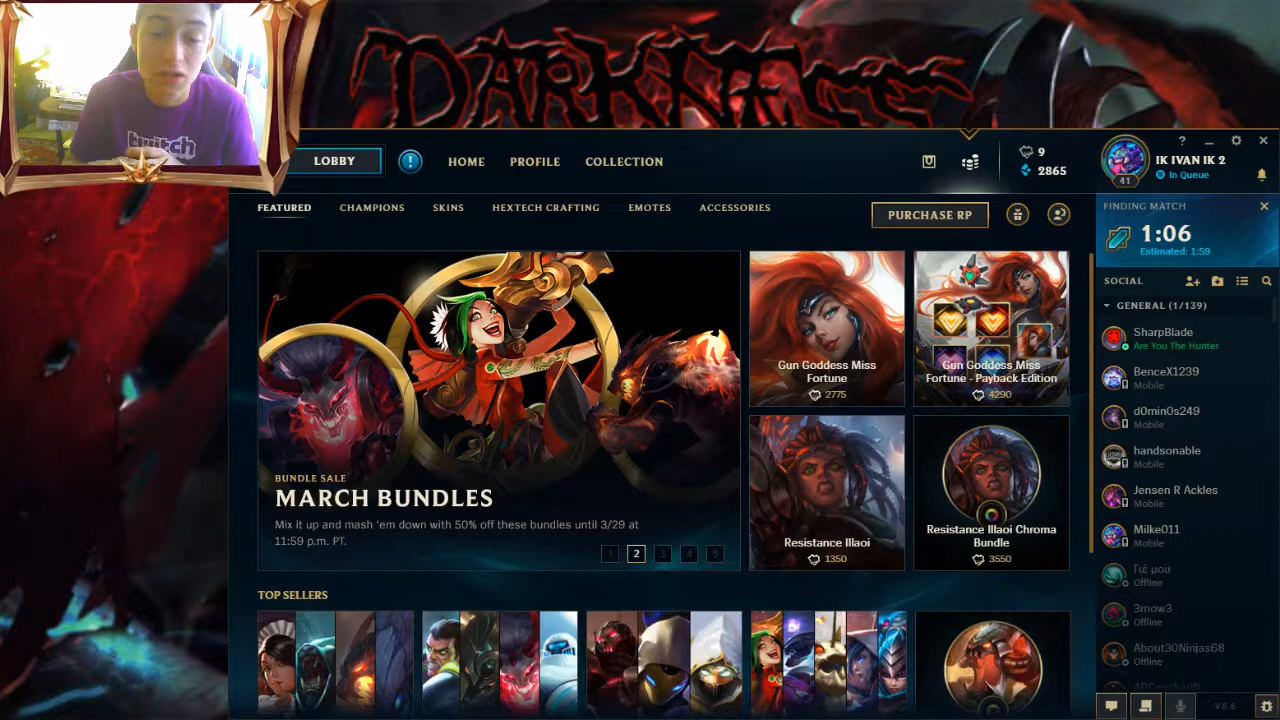 DARKIN
twitch
LOBBY
HOME
PROFILE
COLLECTION
9
2865
41
IK IVAN IK 2
In Queue
FEATURED
CHAMPIONS
SKINS
HEXTECH CRAFTING
EMOTES
ACCESSORIES
PURCHASE RP
FINDING MATCH
1:06
Estimated: 1:59
SOCIAL
GENERAL (1/139)
SharpBlade
Are You The Hunter
BenceX1239
Mobile
d0min0s249
Mobile
handsonable
Mobile
Jensen R Ackles
Mobile
Milke011
Mobile
Γιέ μου
Offline
3mow3
Offline
About30Ninjas68
Offline
V8.6
BUNDLE SALE
MARCH BUNDLES
Mix it up and mash 'em down with 50% off these bundles until 3/29 at
11:59 p.m. PT.
1 2 3 4 5
Gun Goddess Miss
Fortune
2775
Gun Goddess Miss
Fortune - Payback Edition
4290
Resistance Illaoi
1350
Resistance Illaoi Chroma
Bundle
3550
TOP SELLERS